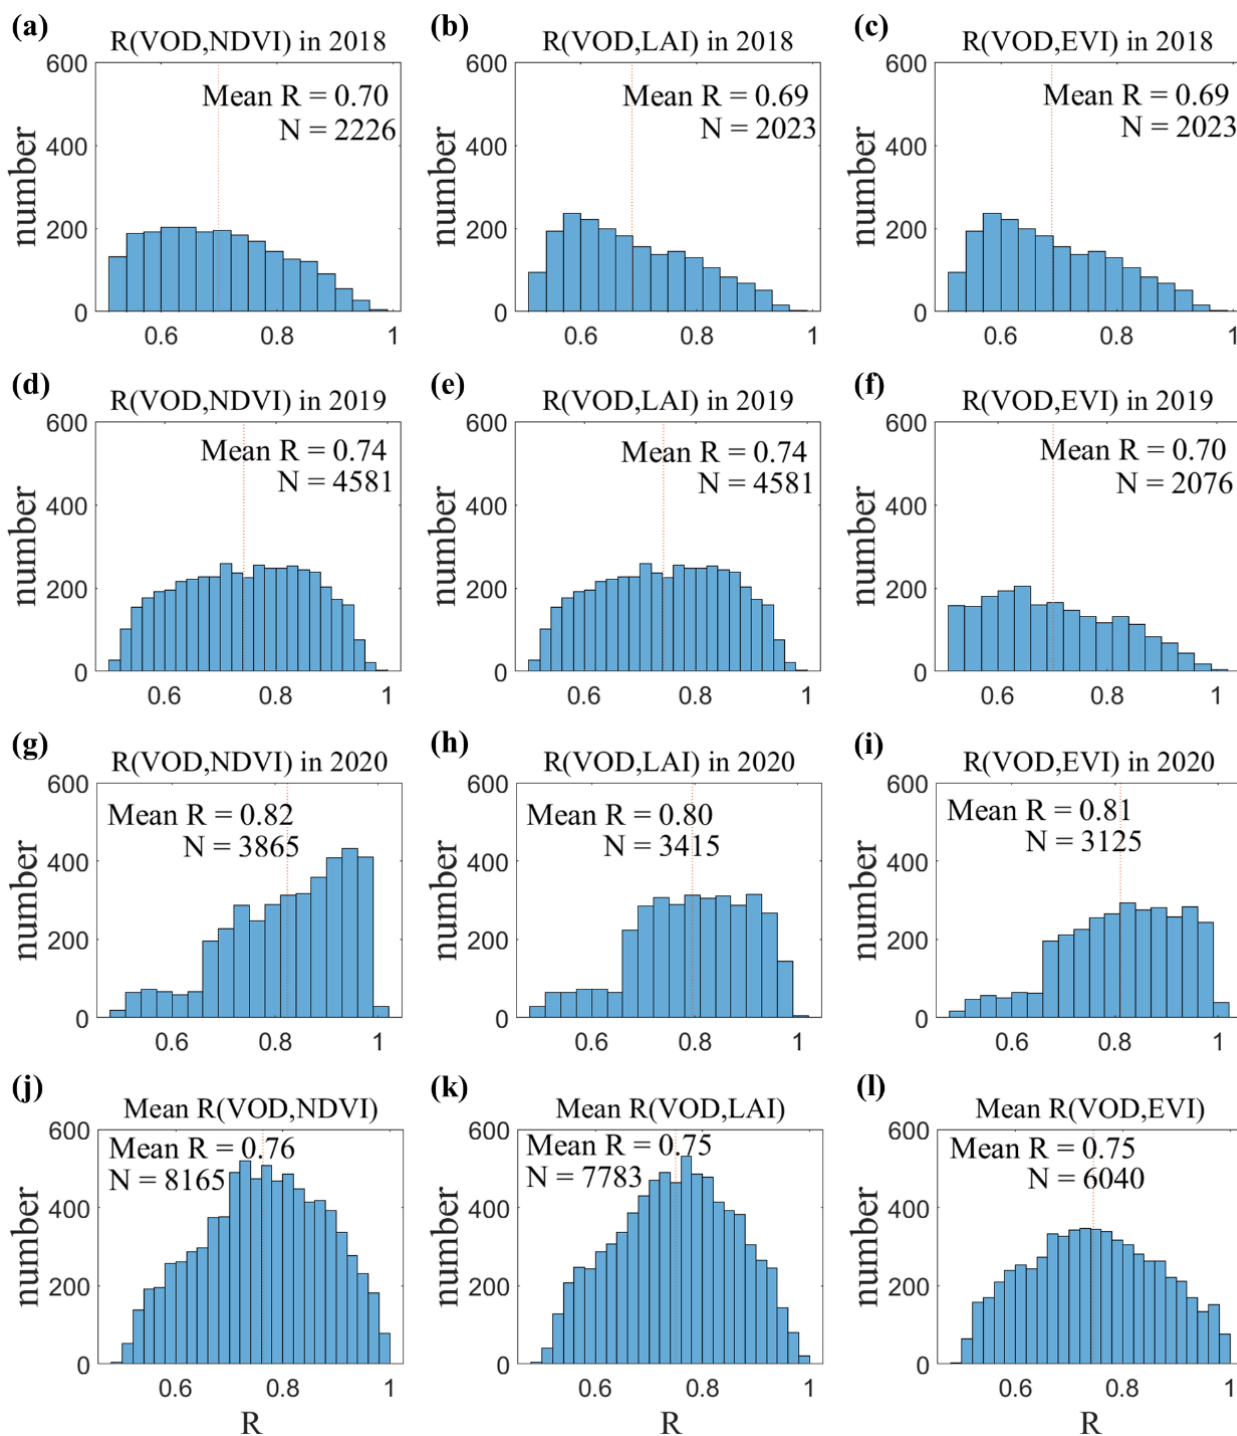 (a)
R(VOD,NDVI) in 2018
Mean R = 0.70
N = 2226
number
600
400
200
0
0.6
0.8
1
(b)
R(VOD,LAI) in 2018
Mean R = 0.69
N = 2023
number
600
400
200
0
0.6
0.8
1
(c)
R(VOD,EVI) in 2018
Mean R = 0.69
N = 2023
number
600
400
200
0
0.6
0.8
1
(d)
R(VOD,NDVI) in 2019
Mean R = 0.74
N = 4581
number
600
400
200
0
0.6
0.8
1
(e)
R(VOD,LAI) in 2019
Mean R = 0.74
N = 4581
number
600
400
200
0
0.6
0.8
1
(f)
R(VOD,EVI) in 2019
Mean R = 0.70
N = 2076
number
600
400
200
0
0.6
0.8
1
(g)
R(VOD,NDVI) in 2020
Mean R = 0.82
N = 3865
number
600
400
200
0
0.6
0.8
1
(h)
R(VOD,LAI) in 2020
Mean R = 0.80
N = 3415
number
600
400
200
0
0.6
0.8
1
(i)
R(VOD,EVI) in 2020
Mean R = 0.81
N = 3125
number
600
400
200
0
0.6
0.8
1
(j)
Mean R(VOD,NDVI)
Mean R = 0.76
N = 8165
number
600
400
200
0
0.6
0.8
1
R
(k)
Mean R(VOD,LAI)
Mean R = 0.75
N = 7783
number
600
400
200
0
0.6
0.8
1
R
(l)
Mean R(VOD,EVI)
Mean R = 0.75
N = 6040
number
600
400
200
0
0.6
0.8
1
R